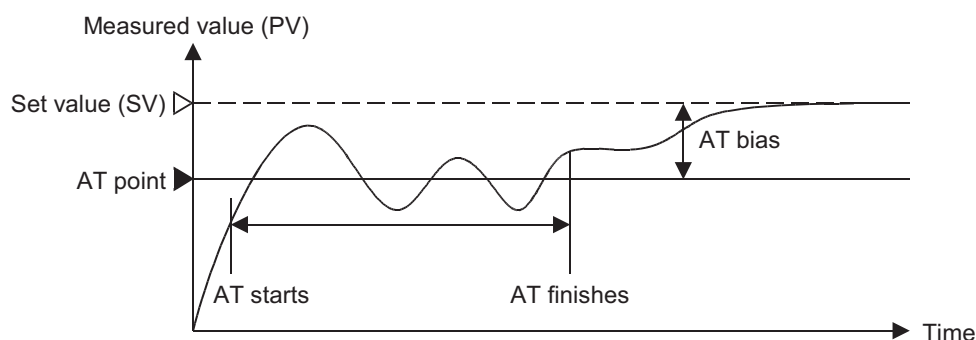 Measured value (PV)
Set value (SV)
AT bias
AT point
AT starts
AT finishes
Time